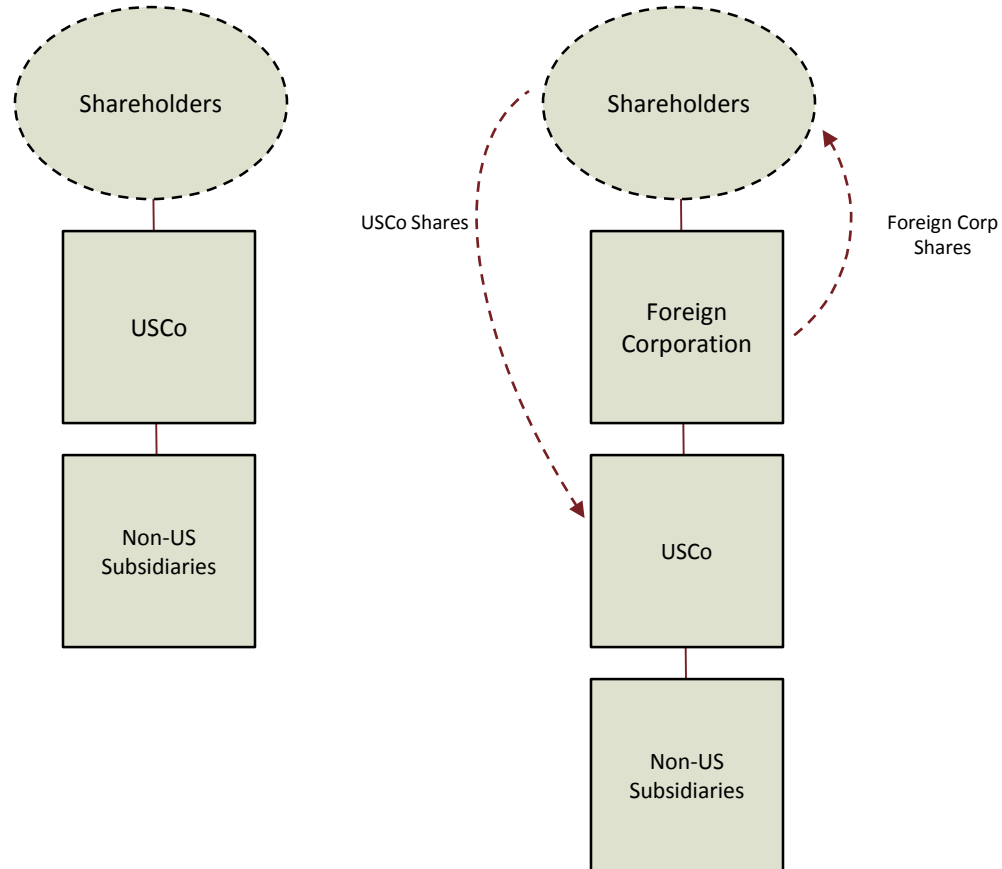 Shareholders
USCo
Non-US
Subsidiaries
Shareholders
USCo Shares
Foreign Corp
Shares
Foreign
Corporation
USCo
Non-US
Subsidiaries